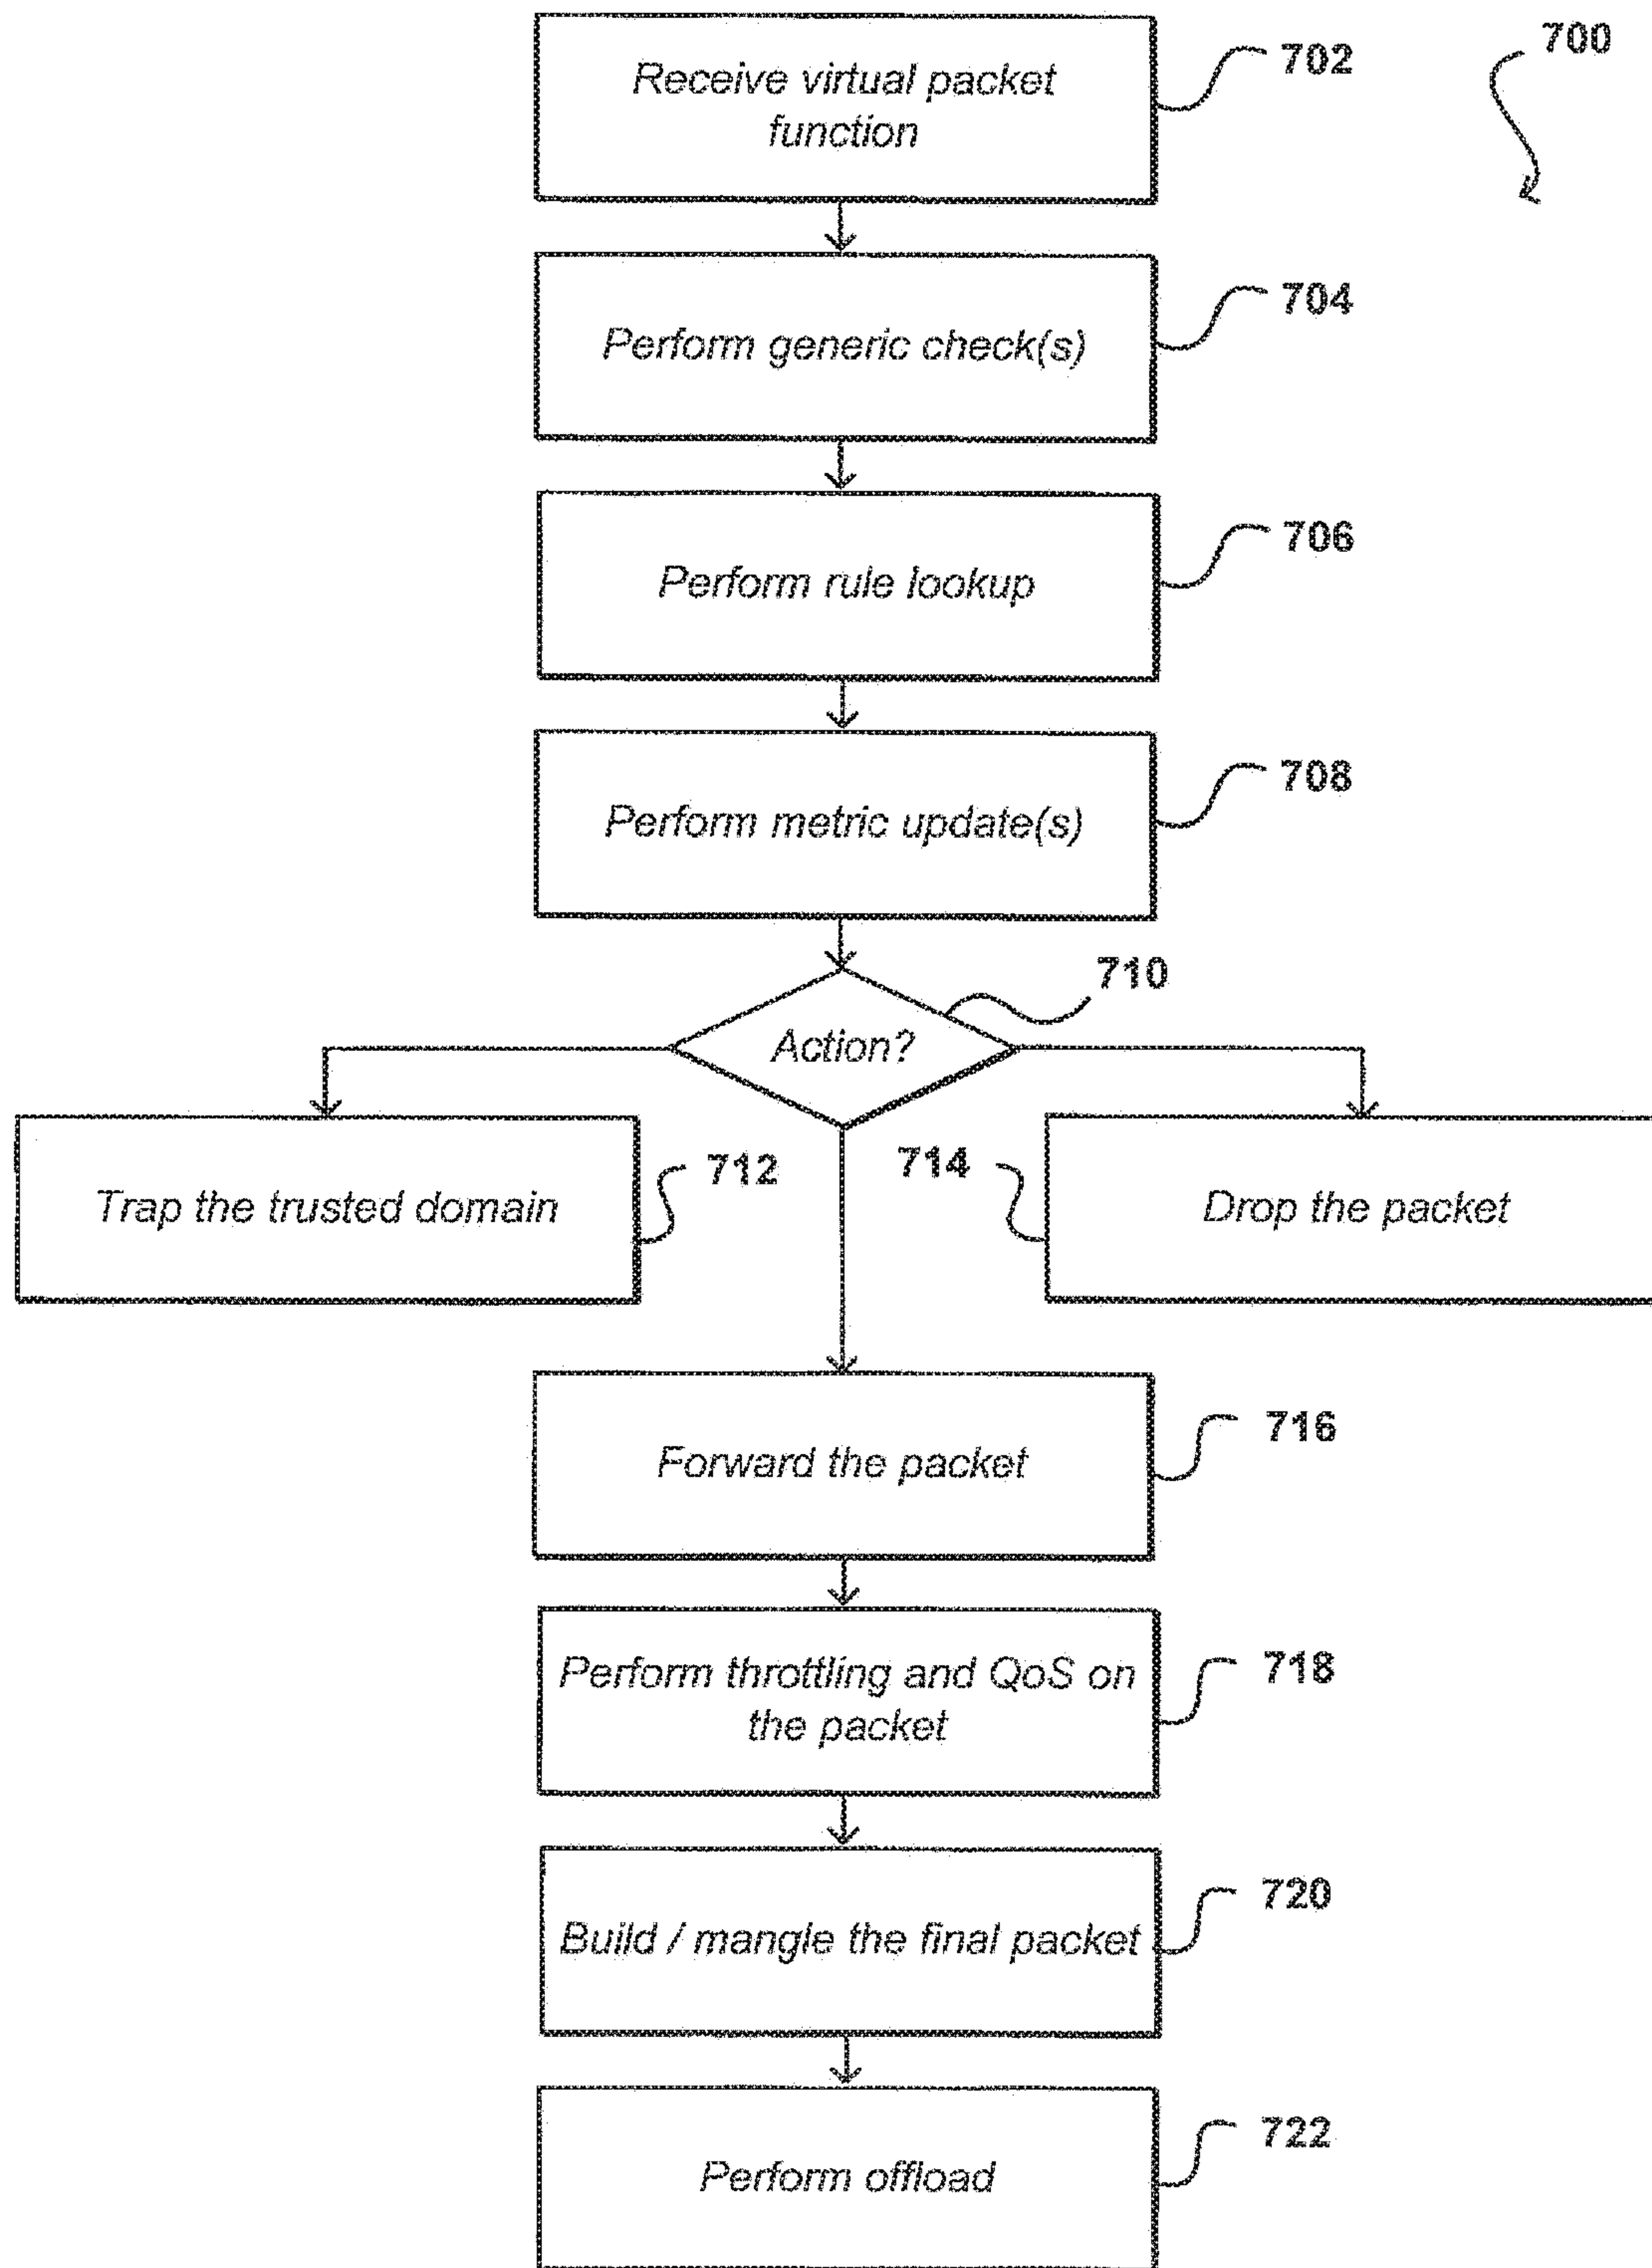 700
Receive virtual packet
function
702
Perform generic check(s)
704
Perform rule lookup
706
Perform metric update(s)
708
Action?
710
Trap the trusted domain
712
714
Drop the packet
Forward the packet
716
Perform throttling and QoS on
the packet
718
Build / mangle the final packet
720
Perform offload
722